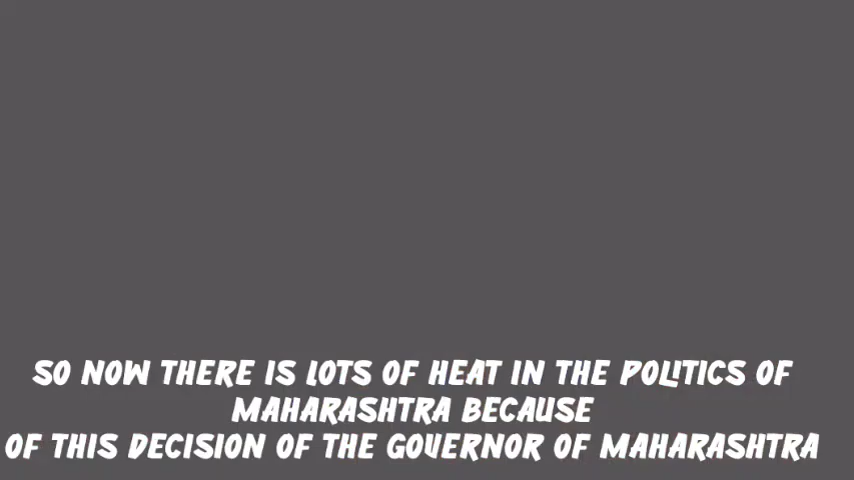 SO NOW THERE IS LOTS OF HEAT IN THE POLITICS OF
MAHARASHTRA BECAUSE
OF THIS DECISION OF THE GOVERNOR OF MAHARASHTRA